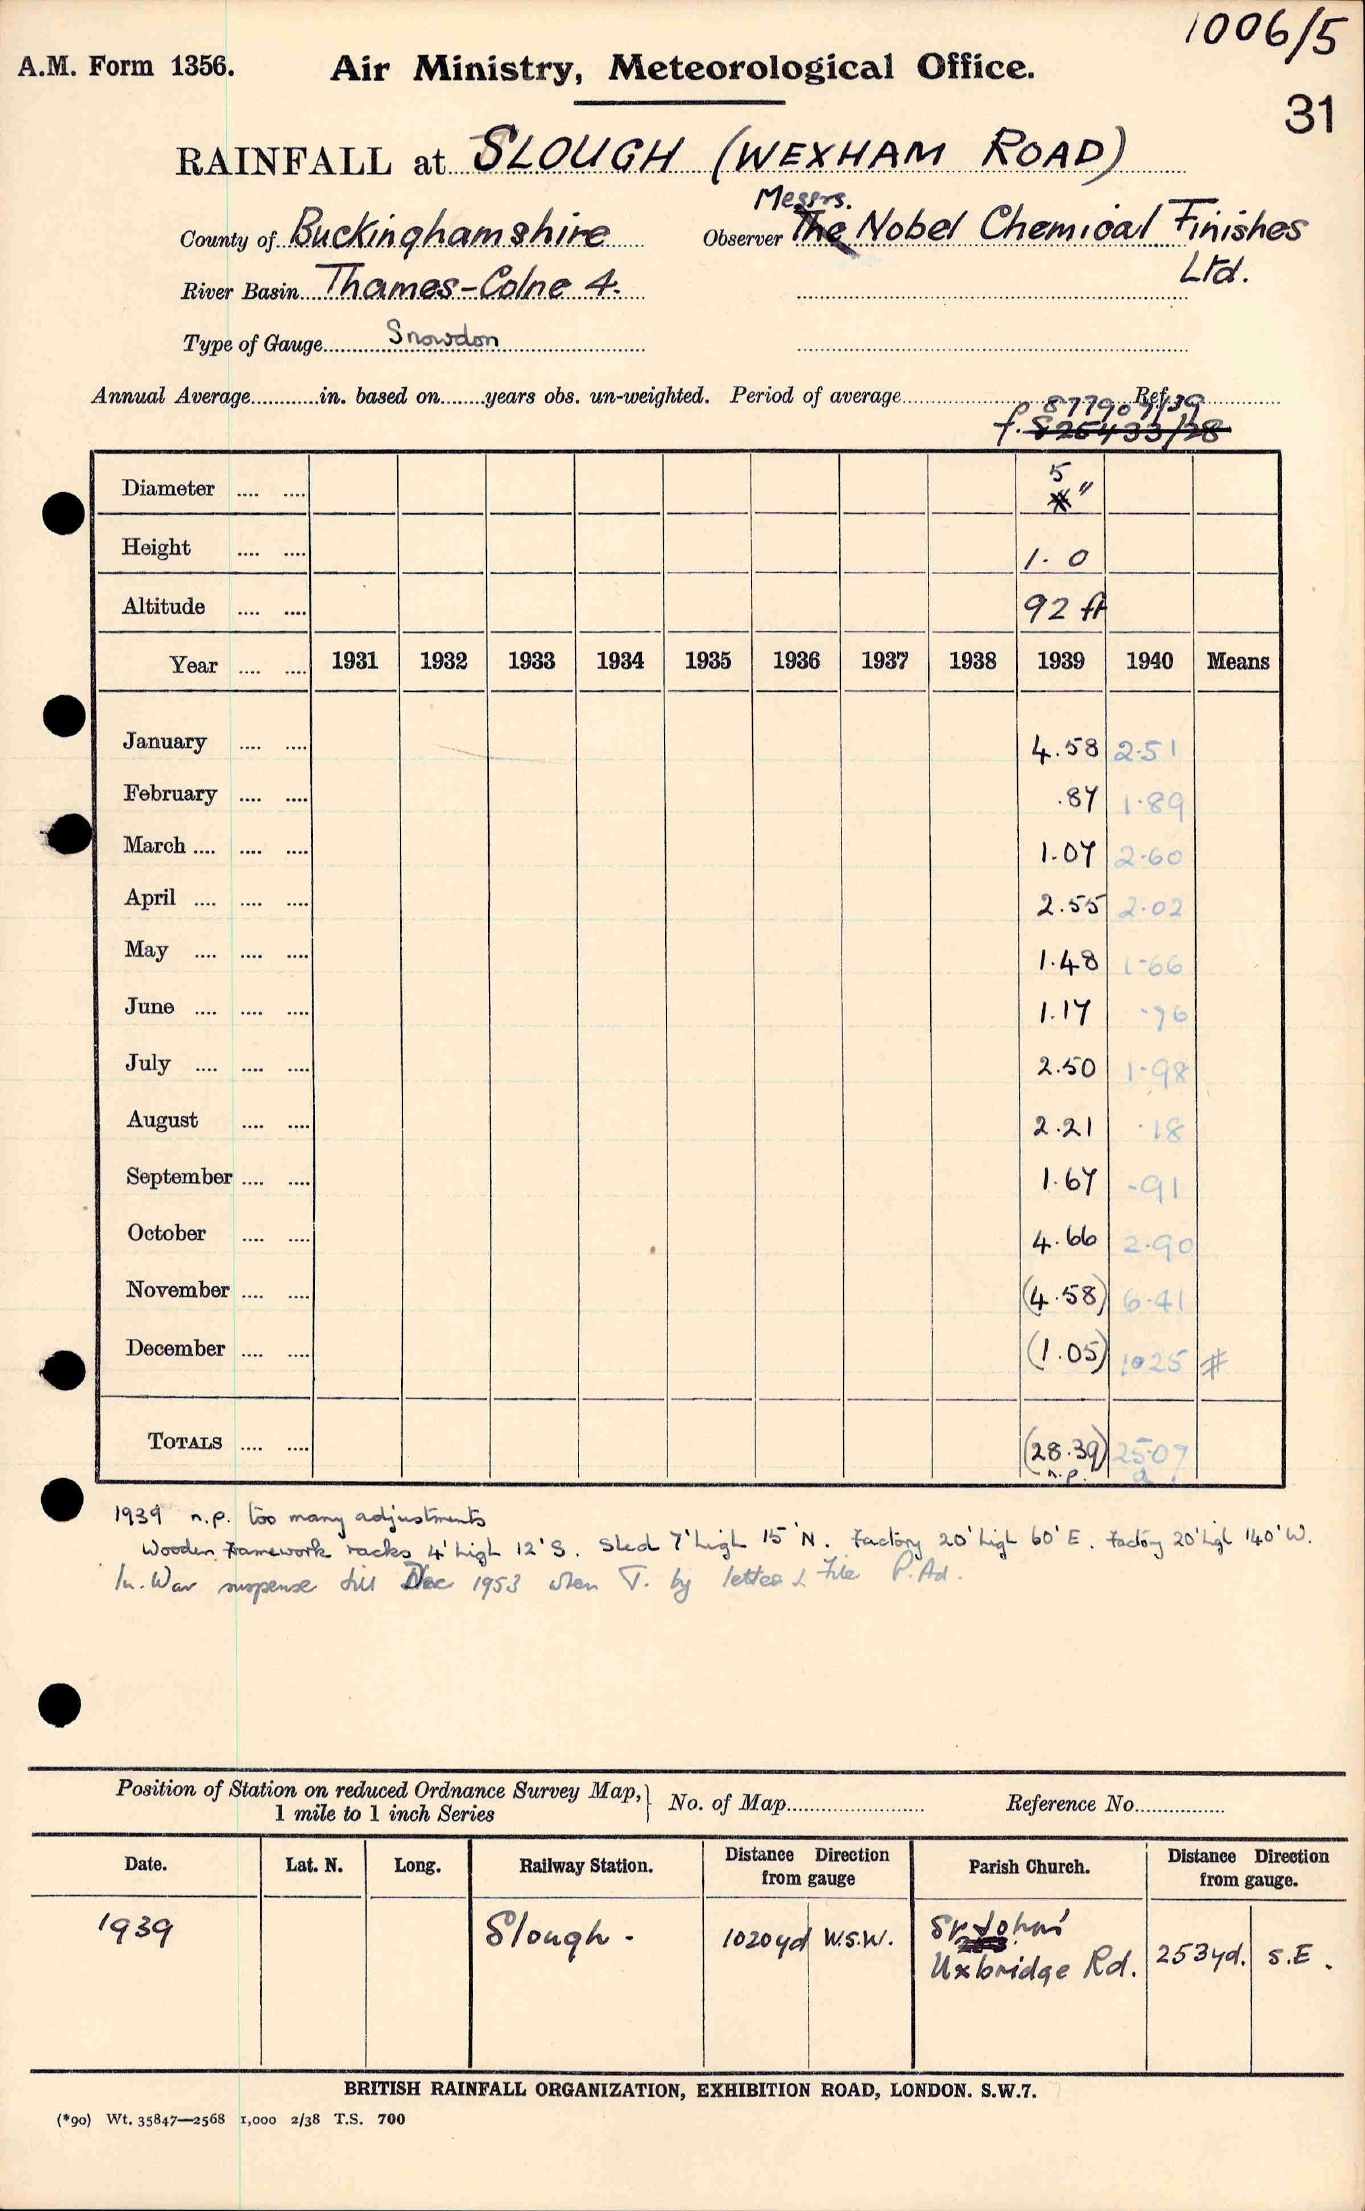 1006/5
A.M. Form 1356. Air Ministry, Meteorological Office.
31
RAINFALL at SLOUGH (WEXHAM ROAD)
Messrs.
County of Buckinghamshire Observer The Nobel Chemical Finishes
Ltd.
River Basin Thames-Colne 4.
Type of Gauge Snowdon
Annual Average............in. based on.......years obs. un-weighted. Period of average.................... Ref.
f. 877907/39
f. 825433/28
Diameter .... .... 5"
Height .... .... 1.0
Altitude .... .... 92 ft
Year .... .... 1931 1932 1933 1934 1935 1936 1937 1938 1939 1940 Means
January .... .... 4.58 2.51
February .... .... .87 1.89
March .... .... .... 1.07 2.60
April .... .... .... 2.55 2.02
May .... .... .... 1.48 1.66
June .... .... .... 1.17 .76
July .... .... .... 2.50 1.98
August .... .... 2.21 .18
September .... .... 1.67 .91
October .... .... 4.66 2.90
November .... .... (4.58) 6.41
December .... .... (1.05) 1.25 #
TOTALS .... .... (28.39) 25.07
n.p. a
1939 n.p. too many adjustments
Wooden Framework racks 4' high 12' S. Shed 7' high 15' N. Factory 20' high 60' E. Factory 20' high 140' W.
In War suspense till Dec 1953 when T. by letter & File P.Ad.
Position of Station on reduced Ordnance Survey Map, } No. of Map........................ Reference No...............
1 mile to 1 inch Series
Date. Lat. N. Long. Railway Station. Distance Direction from gauge Parish Church. Distance Direction from gauge.
1939 Slough - 1020yd W.S.W. St Johns' 253yd. S.E.
Uxbridge Rd.
BRITISH RAINFALL ORGANIZATION, EXHIBITION ROAD, LONDON. S.W.7.
(*90) Wt. 35847—2568 1,000 2/38 T.S. 700